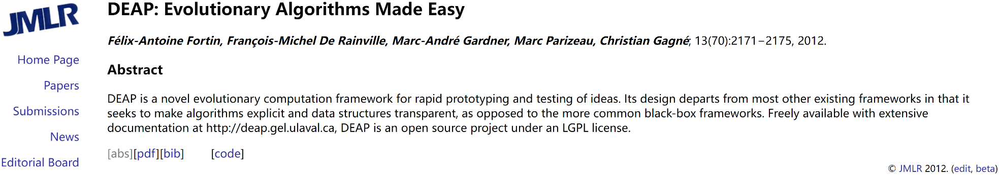 JMLR
Home Page
Papers
Submissions
News
Editorial Board
DEAP: Evolutionary Algorithms Made Easy
Félix-Antoine Fortin, François-Michel De Rainville, Marc-André Gardner, Marc Parizeau, Christian Gagné; 13(70):2171−2175, 2012.
Abstract
DEAP is a novel evolutionary computation framework for rapid prototyping and testing of ideas. Its design departs from most other existing frameworks in that it
seeks to make algorithms explicit and data structures transparent, as opposed to the more common black-box frameworks. Freely available with extensive
documentation at http://deap.gel.ulaval.ca, DEAP is an open source project under an LGPL license.
[abs][pdf][bib] [code]
© JMLR 2012. (edit, beta)